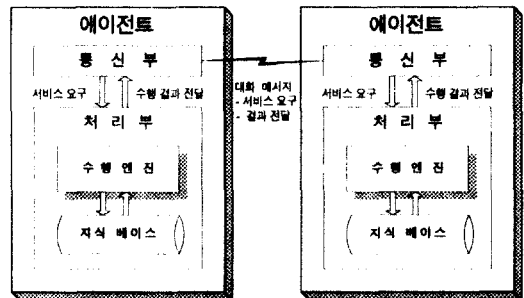 에이전트
통 신 부
서비스 요구
수행 결과 전달
처 리 부
수 행 엔 진
지 식 베 이 스
대화 메시지
- 서비스 요구
- 결과 전달
에이전트
통 신 부
서비스 요구
수행 결과 전달
처 리 부
수 행 엔 진
지 식 베 이 스